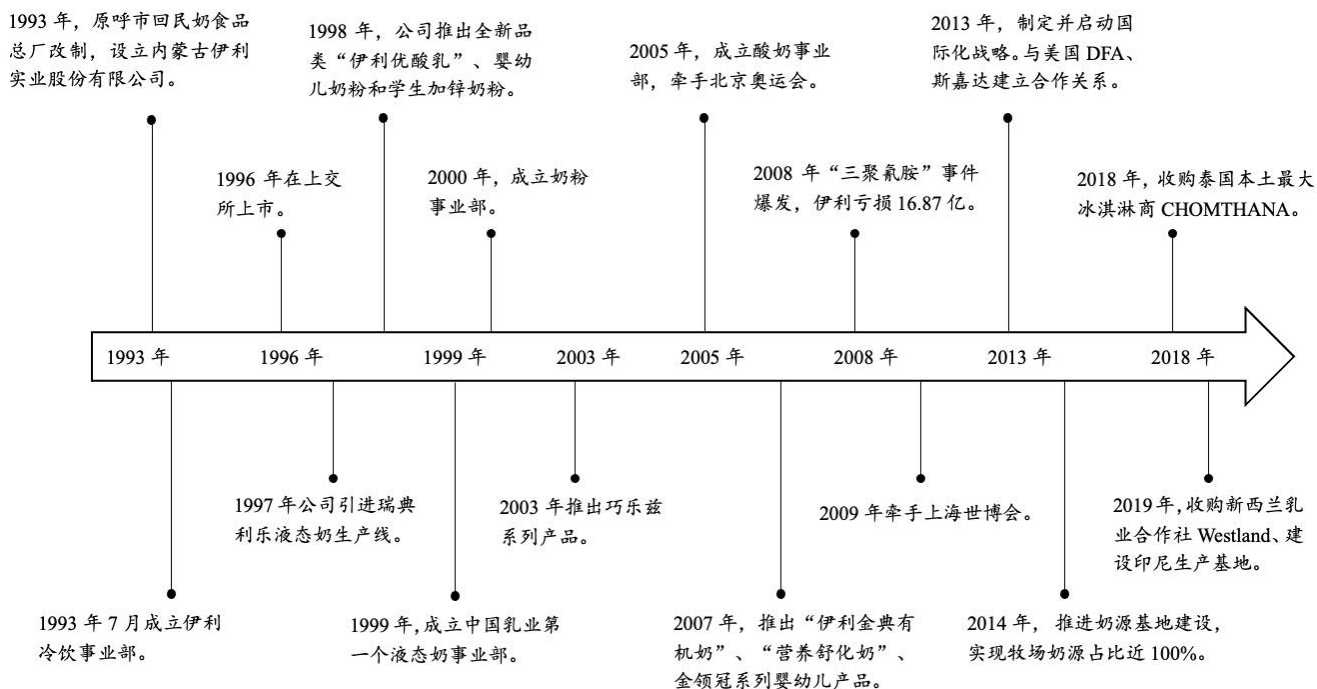 1993 年，原呼市回民奶食品
总厂改制，设立内蒙古伊利
实业股份有限公司。
1998 年，公司推出全新品
类“伊利优酸乳”、婴幼
儿奶粉和学生加锌奶粉。
2005 年，成立酸奶事业
部，牵手北京奥运会。
2013 年，制定并启动国
际化战略。与美国 DFA、
斯嘉达建立合作关系。
1996 年在上交
所上市。
2000 年，成立奶粉
事业部。
2008 年“三聚氰胺”事件
爆发，伊利亏损 16.87 亿。
2018 年，收购泰国本土最大
冰淇淋商 CHOMTHANA。
1993 年
1996 年
1999 年
2003 年
2005 年
2008 年
2013 年
2018 年
1997 年公司引进瑞典
利乐液态奶生产线。
2003 年推出巧乐兹
系列产品。
2009 年牵手上海世博会。
2019 年，收购新西兰乳
业合作社 Westland、建
设印尼生产基地。
1993 年 7 月成立伊利
冷饮事业部。
1999 年，成立中国乳业第
一个液态奶事业部。
2007 年，推出“伊利金典有
机奶”、“营养舒化奶”、
金领冠系列婴幼儿产品。
2014 年，推进奶源基地建设，
实现牧场奶源占比近 100%。